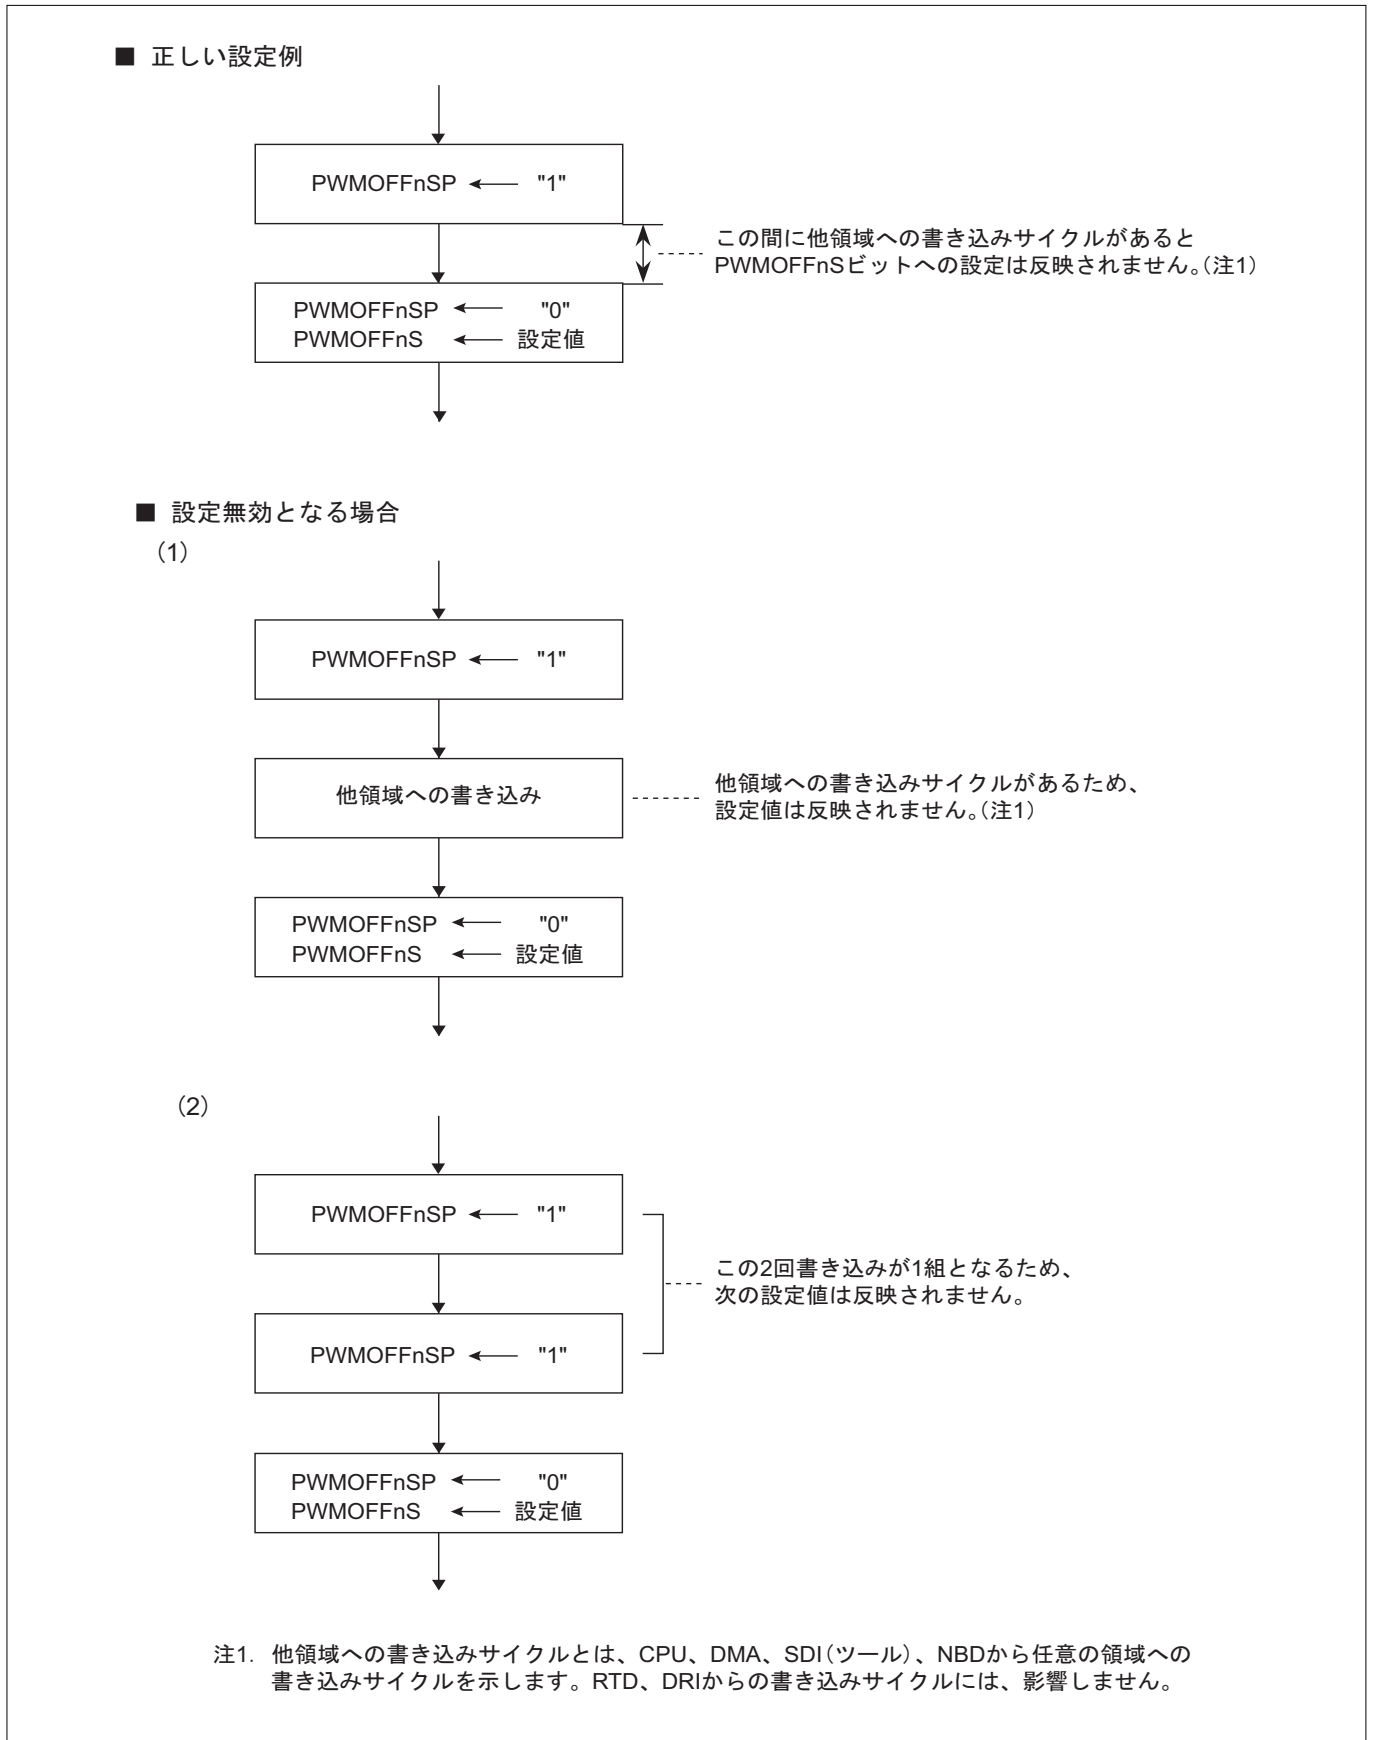 ■ 正しい設定例
PWMOFFnSP ← "1"
この間に他領域への書き込みサイクルがあると
PWMOFFnSビットへの設定は反映されません。(注1)
PWMOFFnSP ← "0"
PWMOFFnS ← 設定値
■ 設定無効となる場合
(1)
PWMOFFnSP ← "1"
他領域への書き込み
他領域への書き込みサイクルがあるため、
設定値は反映されません。(注1)
PWMOFFnSP ← "0"
PWMOFFnS ← 設定値
(2)
PWMOFFnSP ← "1"
この2回書き込みが1組となるため、
次の設定値は反映されません。
PWMOFFnSP ← "1"
PWMOFFnSP ← "0"
PWMOFFnS ← 設定値
注1. 他領域への書き込みサイクルとは、CPU、DMA、SDI(ツール)、NBDから任意の領域への
書き込みサイクルを示します。RTD、DRIからの書き込みサイクルには、影響しません。